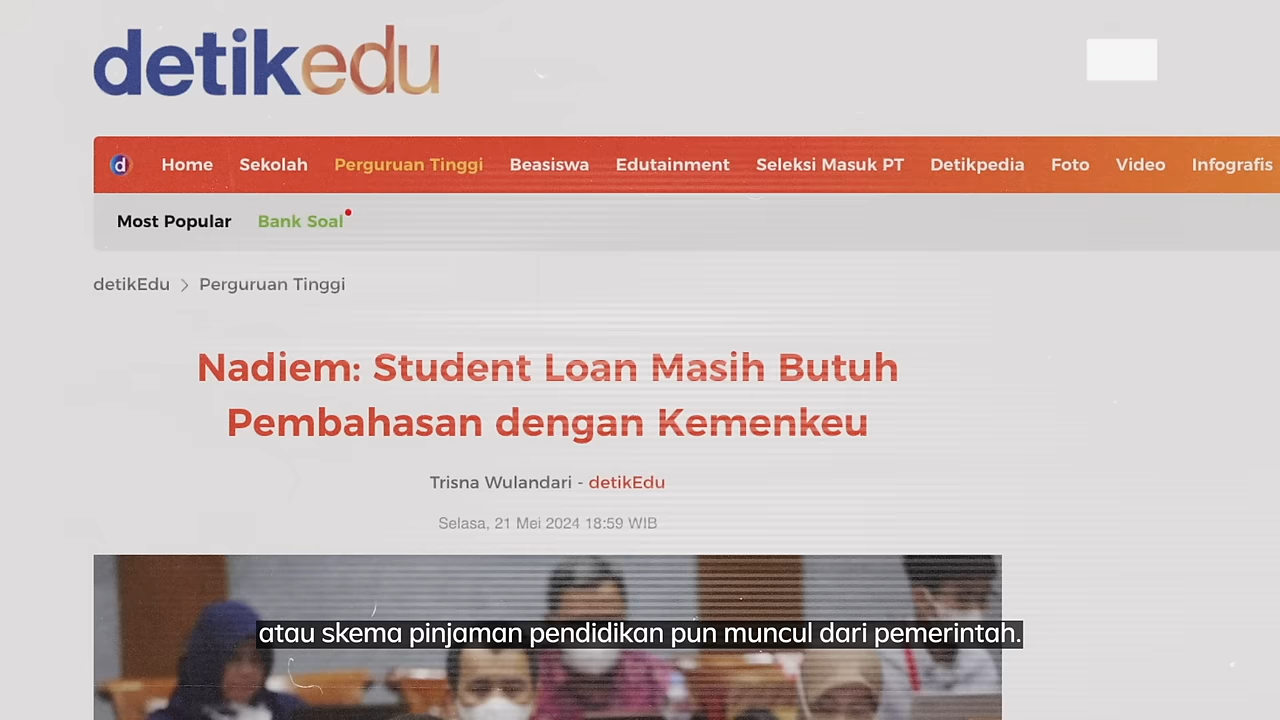 detikedu
d Home Sekolah Perguruan Tinggi Beasiswa Edutainment Seleksi Masuk PT Detikpedia Foto Video Infografis
Most Popular Bank Soal
detikEdu > Perguruan Tinggi
Nadiem: Student Loan Masih Butuh
Pembahasan dengan Kemenkeu
Trisna Wulandari - detikEdu
Selasa, 21 Mei 2024 18:59 WIB
atau skema pinjaman pendidikan pun muncul dari pemerintah.